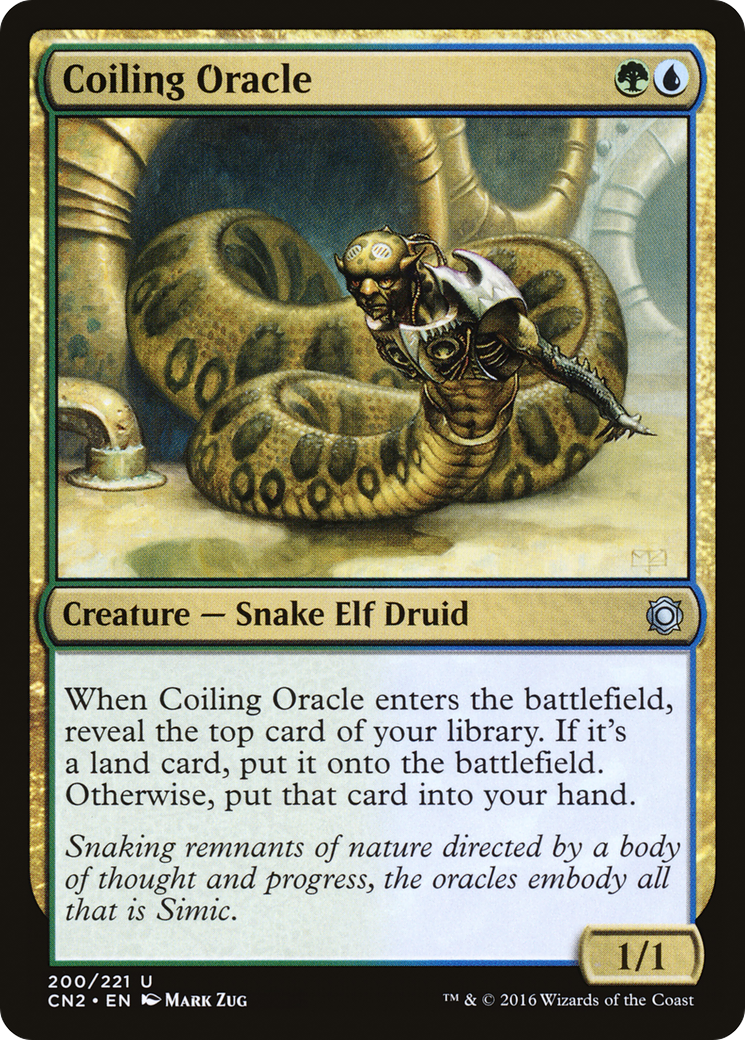 Coiling Oracle
Creature — Snake Elf Druid
When Coiling Oracle enters the battlefield,
reveal the top card of your library. If it's
a land card, put it onto the battlefield.
Otherwise, put that card into your hand.
Snaking remnants of nature directed by a body
of thought and progress, the oracles embody all
that is Simic.
1/1
200/221 U
CN2 • EN Mark Zug
™ & © 2016 Wizards of the Coast